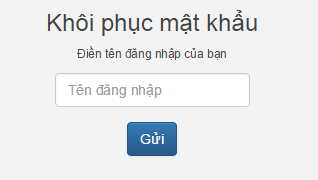 Khôi phục mật khẩu
Điền tên đăng nhập của bạn
Tên đăng nhập
Gửi